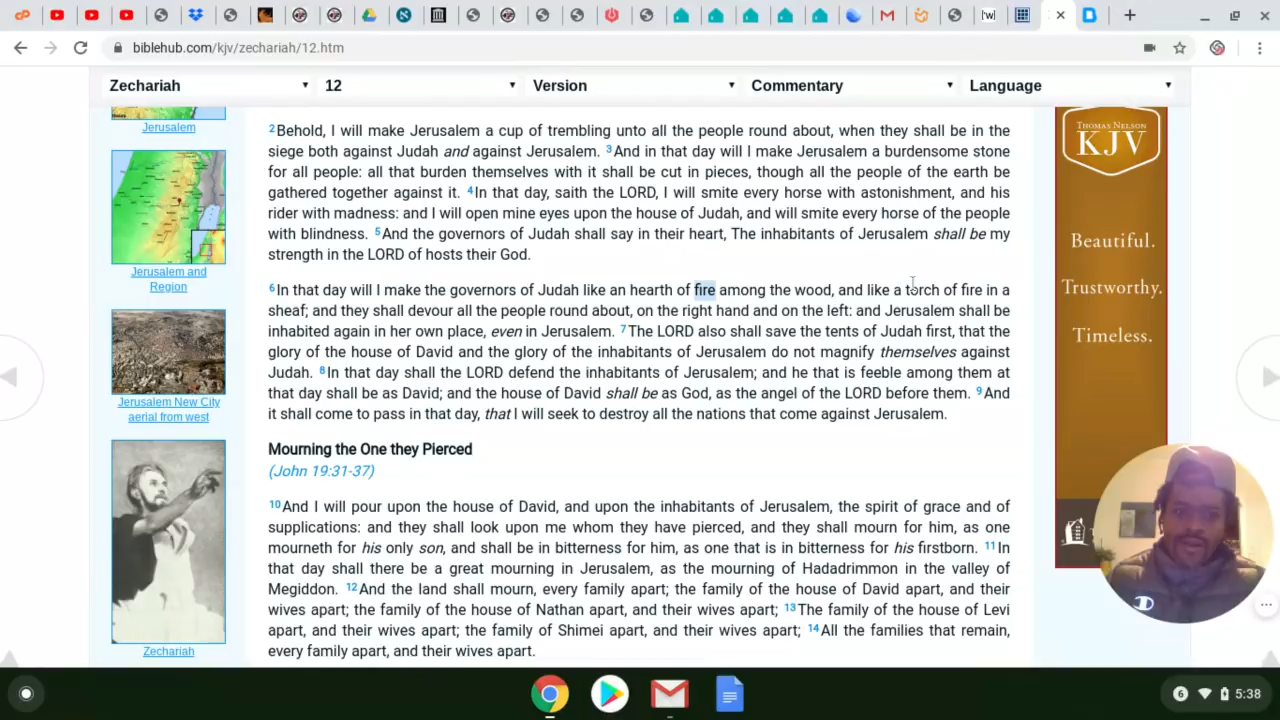 [w]
biblehub.com/kjv/zechariah/12.htm
Zechariah
12
Version
Commentary
Language
Jerusalem
Jerusalem and
Region
Jerusalem New City
aerial from west
Zechariah
2Behold, I will make Jerusalem a cup of trembling unto all the people round about, when they shall be in the
siege both against Judah and against Jerusalem. 3And in that day will I make Jerusalem a burdensome stone
for all people: all that burden themselves with it shall be cut in pieces, though all the people of the earth be
gathered together against it. 4In that day, saith the LORD, I will smite every horse with astonishment, and his
rider with madness: and I will open mine eyes upon the house of Judah, and will smite every horse of the people
with blindness. 5And the governors of Judah shall say in their heart, The inhabitants of Jerusalem shall be my
strength in the LORD of hosts their God.
6In that day will I make the governors of Judah like an hearth of fire among the wood, and like a torch of fire in a
sheaf; and they shall devour all the people round about, on the right hand and on the left: and Jerusalem shall be
inhabited again in her own place, even in Jerusalem. 7The LORD also shall save the tents of Judah first, that the
glory of the house of David and the glory of the inhabitants of Jerusalem do not magnify themselves against
Judah. 8In that day shall the LORD defend the inhabitants of Jerusalem; and he that is feeble among them at
that day shall be as David; and the house of David shall be as God, as the angel of the LORD before them. 9And
it shall come to pass in that day, that I will seek to destroy all the nations that come against Jerusalem.
Mourning the One they Pierced
(John 19:31-37)
10And I will pour upon the house of David, and upon the inhabitants of Jerusalem, the spirit of grace and of
supplications: and they shall look upon me whom they have pierced, and they shall mourn for him, as one
mourneth for his only son, and shall be in bitterness for him, as one that is in bitterness for his firstborn. 11In
that day shall there be a great mourning in Jerusalem, as the mourning of Hadadrimmon in the valley of
Megiddon. 12And the land shall mourn, every family apart; the family of the house of David apart, and their
wives apart; the family of the house of Nathan apart, and their wives apart; 13The family of the house of Levi
apart, and their wives apart; the family of Shimei apart, and their wives apart; 14All the families that remain,
every family apart, and their wives apart.
THOMAS NELSON
KJV
Beautiful.
Trustworthy.
Timeless.
6
5:38